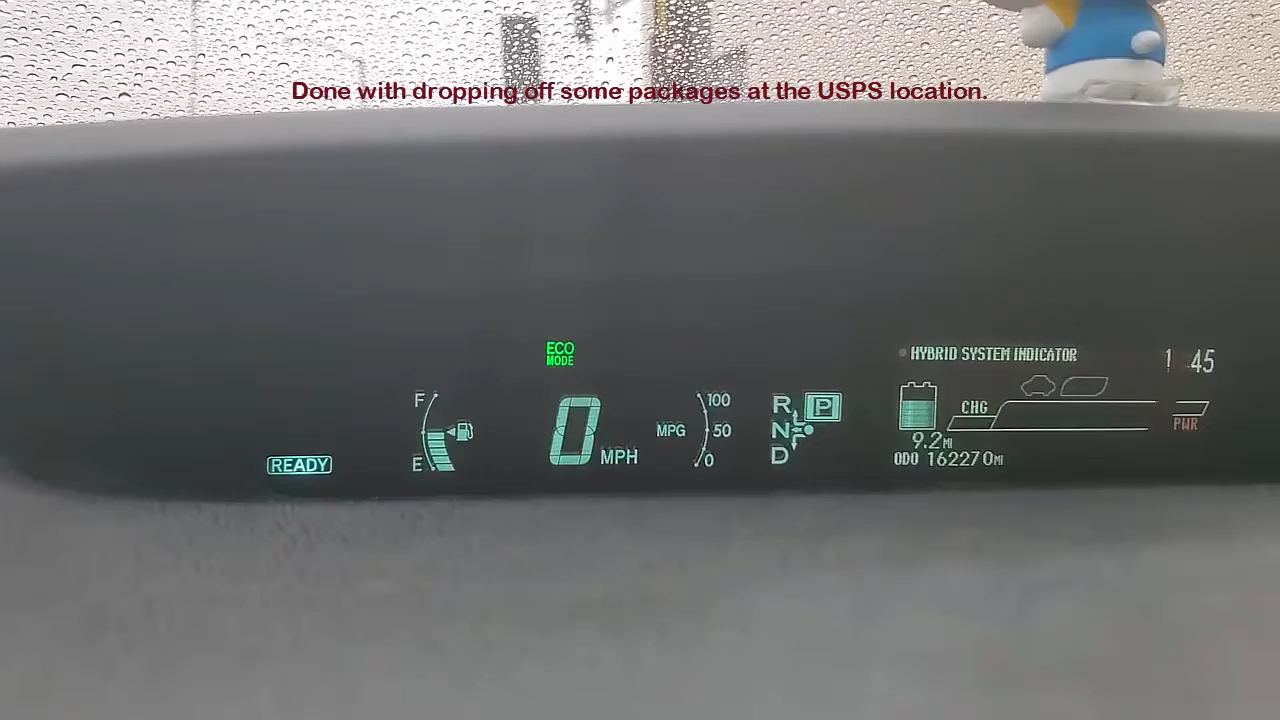 Done with dropping off some packages at the USPS location.
HYBRID SYSTEM INDICATOR
1 45
ECO
MODE
F
E
READY
0 MPH
MPG
100
50
0
R
N
D
P
CHG
PWR
9.2MI
ODO 162270MI